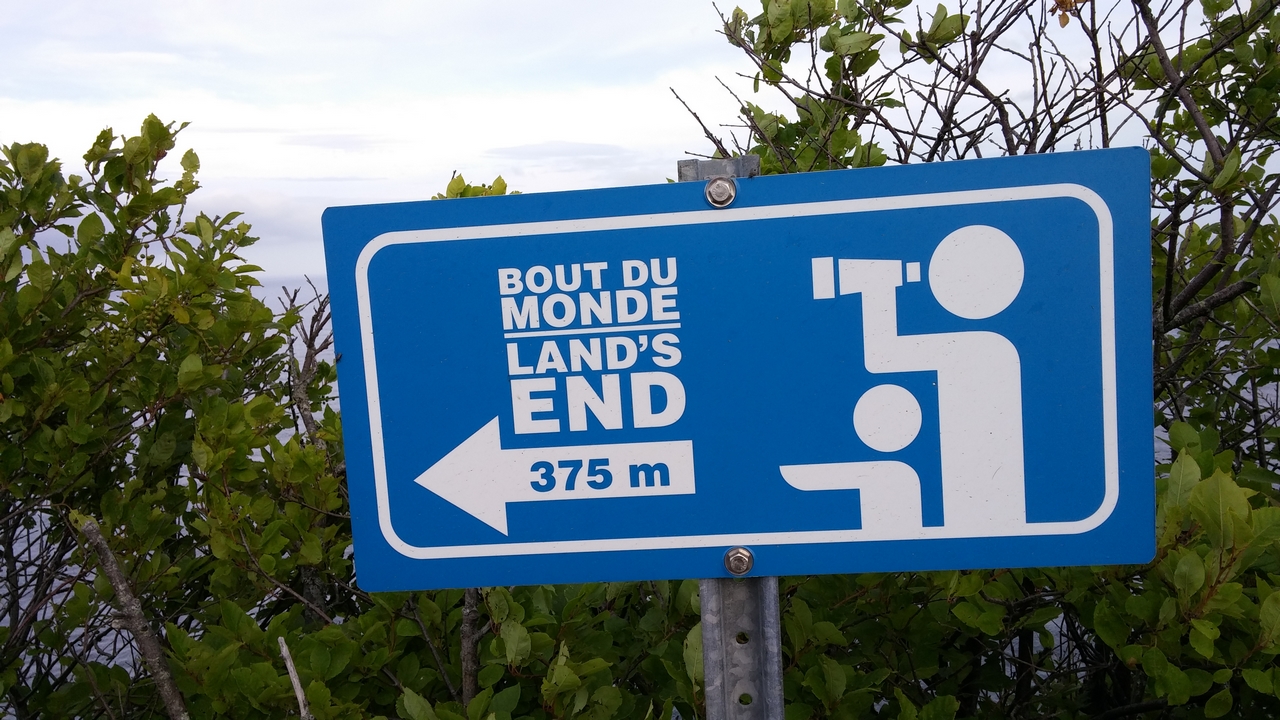 BOUT DU
MONDE
LAND'S
END
375 m